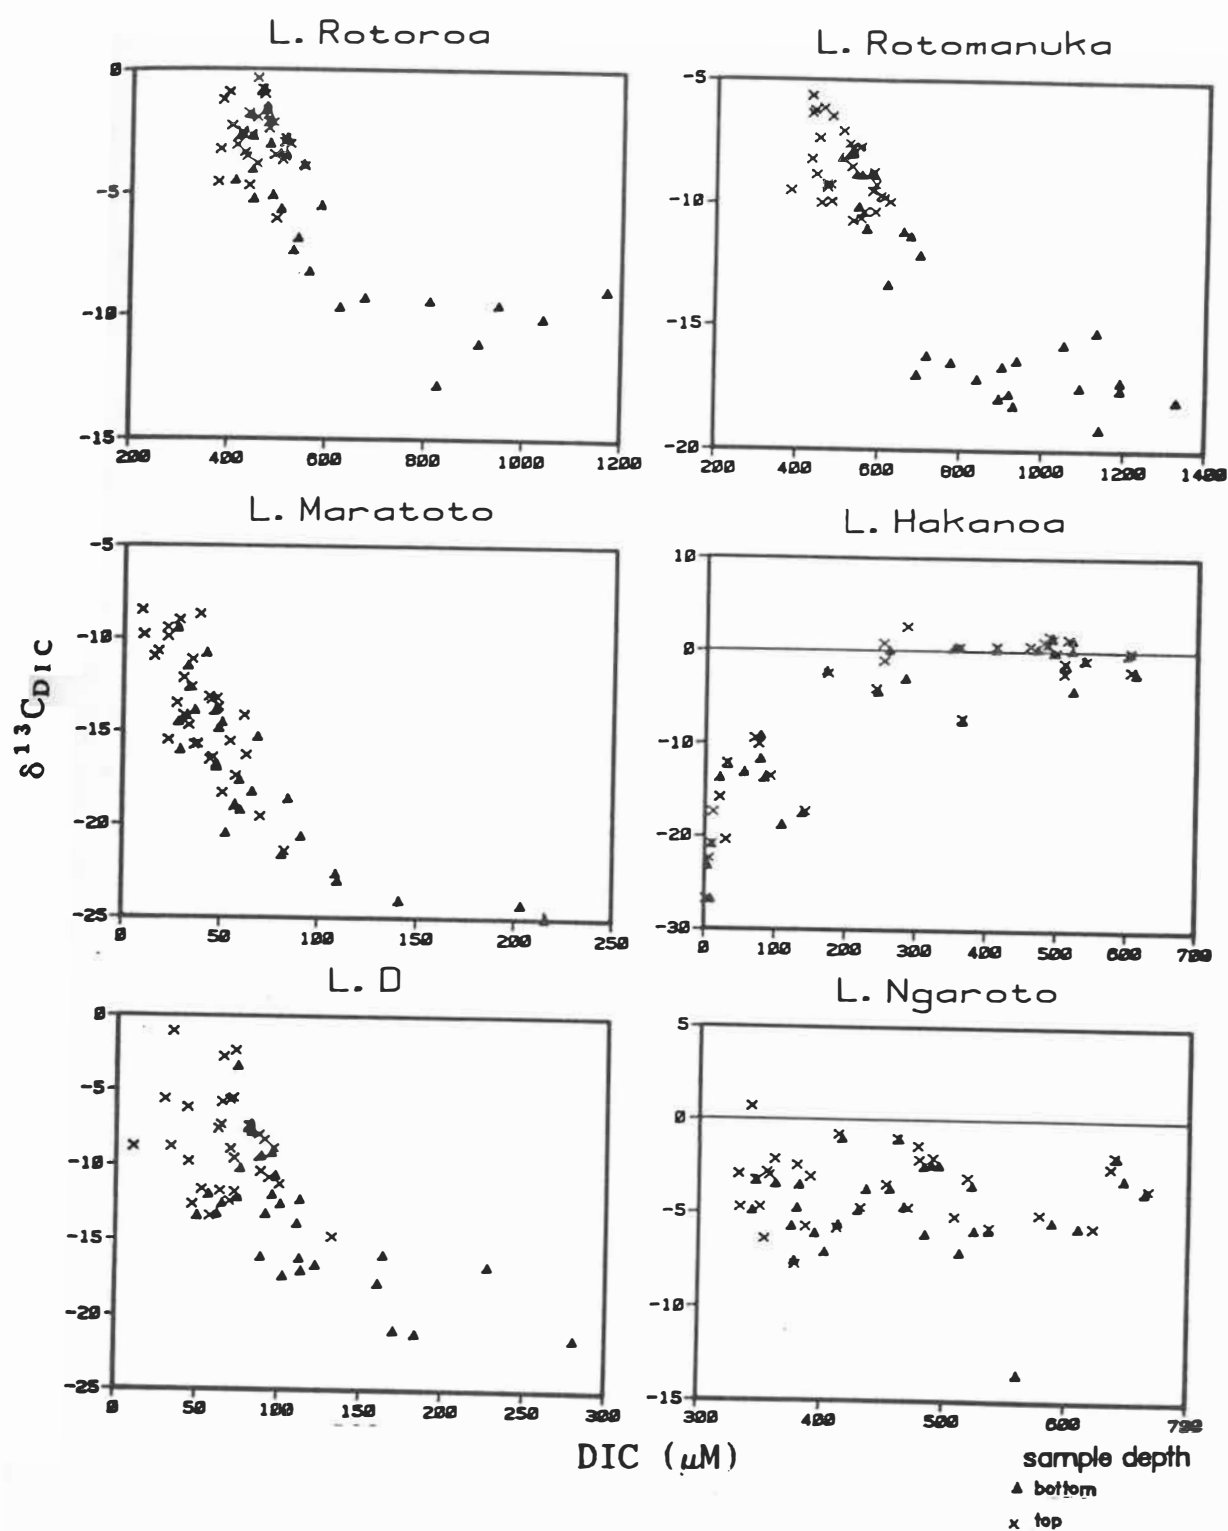 L. Rotoroa
0
-5
-10
-15
200 400 600 800 1000 1200
L. Rotomanuka
-5
-10
-15
-20
200 400 600 800 1000 1200 1400
L. Maratoto
-5
-10
-15
-20
-25
0 50 100 150 200 250
L. Hakanoa
10
0
-10
-20
-30
0 100 200 300 400 500 600 700
L. D
0
-5
-10
-15
-20
-25
0 50 100 150 200 250 300
L. Ngaroto
5
0
-5
-10
-15
300 400 500 600 700
δ¹³C_DIC
DIC (μM)
sample depth
▲ bottom
× top